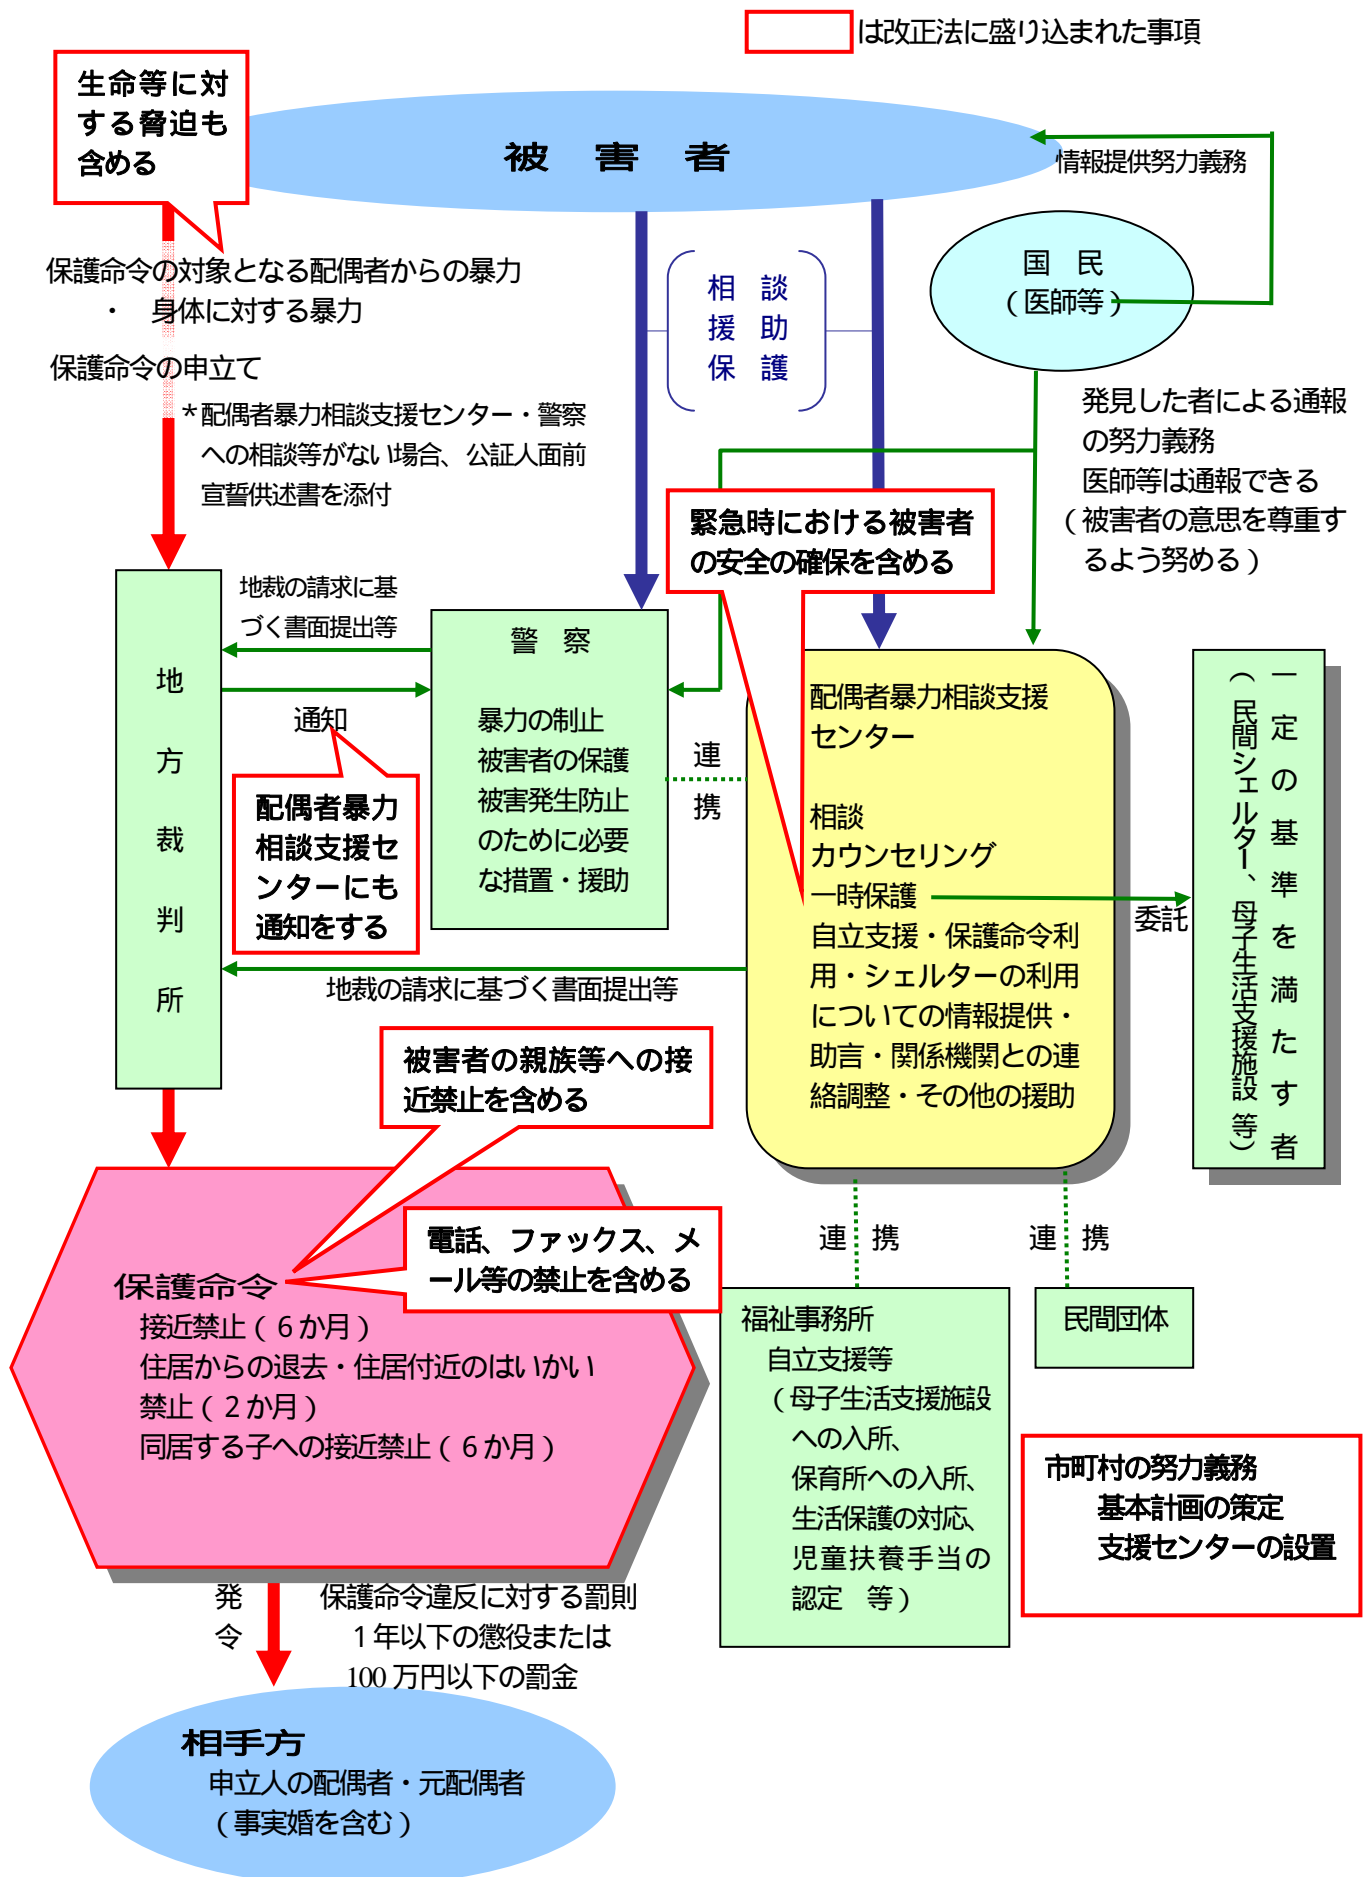 は改正法に盛り込まれた事項
生命等に対
する脅迫も
含める
被 害 者
情報提供努力義務
国 民
（医師等）
保護命令の対象となる配偶者からの暴力
・ 身体に対する暴力
保護命令の申立て
＊配偶者暴力相談支援センター・警察
への相談等がない場合、公証人面前
宣誓供述書を添付
相 談
援 助
保 護
発見した者による通報
の努力義務
医師等は通報できる
（被害者の意思を尊重す
るよう努める）
緊急時における被害者
の安全の確保を含める
地裁の請求に基
づく書面提出等
通知
地方裁判所
配偶者暴力
相談支援セ
ンターにも
通知をする
警 察
暴力の制止
被害者の保護
被害発生防止
のために必要
な措置・援助
連
携
配偶者暴力相談支援
センター
相談
カウンセリング
一時保護
自立支援・保護命令利
用・シェルターの利用
についての情報提供・
助言・関係機関との連
絡調整・その他の援助
委託
一定の基準を満たす者
（民間シェルター、母子生活支援施設 等）
地裁の請求に基づく書面提出等
被害者の親族等への接
近禁止を含める
電話、ファックス、メ
ール等の禁止を含める
保護命令
接近禁止（６か月）
住居からの退去・住居付近のはいかい
禁止（２か月）
同居する子への接近禁止（６か月）
連 携
連 携
福祉事務所
自立支援等
（母子生活支援施設
への入所、
保育所への入所、
生活保護の対応、
児童扶養手当の
認定 等）
民間団体
市町村の努力義務
基本計画の策定
支援センターの設置
発
令
保護命令違反に対する罰則
１年以下の懲役または
100 万円以下の罰金
相手方
申立人の配偶者・元配偶者
（事実婚を含む）